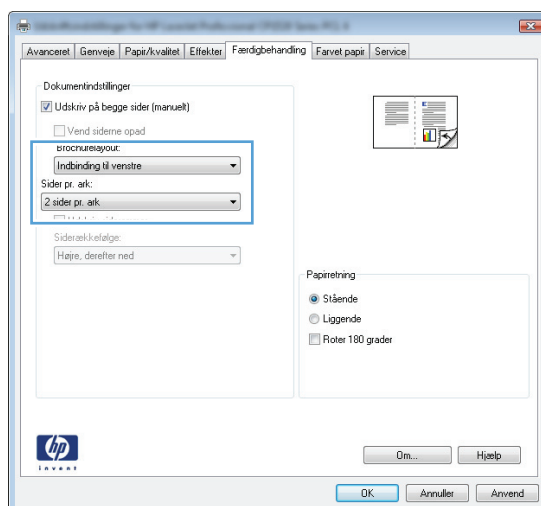 Avanceret Genveje Papir/kvalitet Effekter Færdigbehandling Farvet papir Service
Dokumentindstillinger
Udskriv på begge sider (manuelt)
Vend siderne opad
Brochurelayout:
Indbinding til venstre
Sider pr. ark:
2 sider pr. ark
Siderækkefølge:
Højre, derefter ned
Papirretning
Stående
Liggende
Roter 180 grader
hp
invent
Om... Hjælp
OK Annuller Anvend